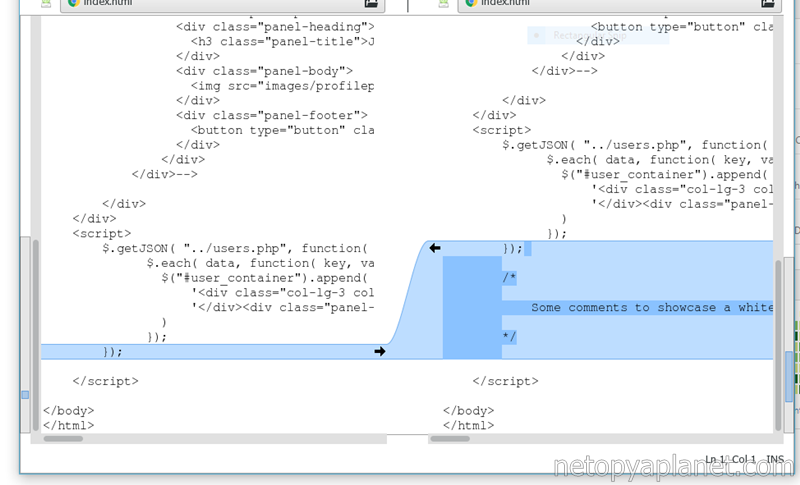 index.html
<div class="panel-heading">
<h3 class="panel-title">J
</div>
<div class="panel-body">
<img src="images/profilep
</div>
<div class="panel-footer">
<button type="button" cla
</div>
</div>
</div>-->
</div>
</div>
<script>
$.getJSON( "../users.php", function(
$.each( data, function( key, va
$("#user_container").append(
'<div class="col-lg-3 col
'</div><div class="panel-
)
});
});
</script>
</body>
</html>
index.html
<button type="button" clas
</div>
</div>
</div>-->
</div>
</div>
<script>
$.getJSON( "../users.php", function(
$.each( data, function( key, va
$("#user_container").append(
'<div class="col-lg-3 col
'</div><div class="panel-
)
});
});
/*
Some comments to showcase a white
*/
</script>
</body>
</html>
Ln 1, Col 1 INS
netopyaplanet.com